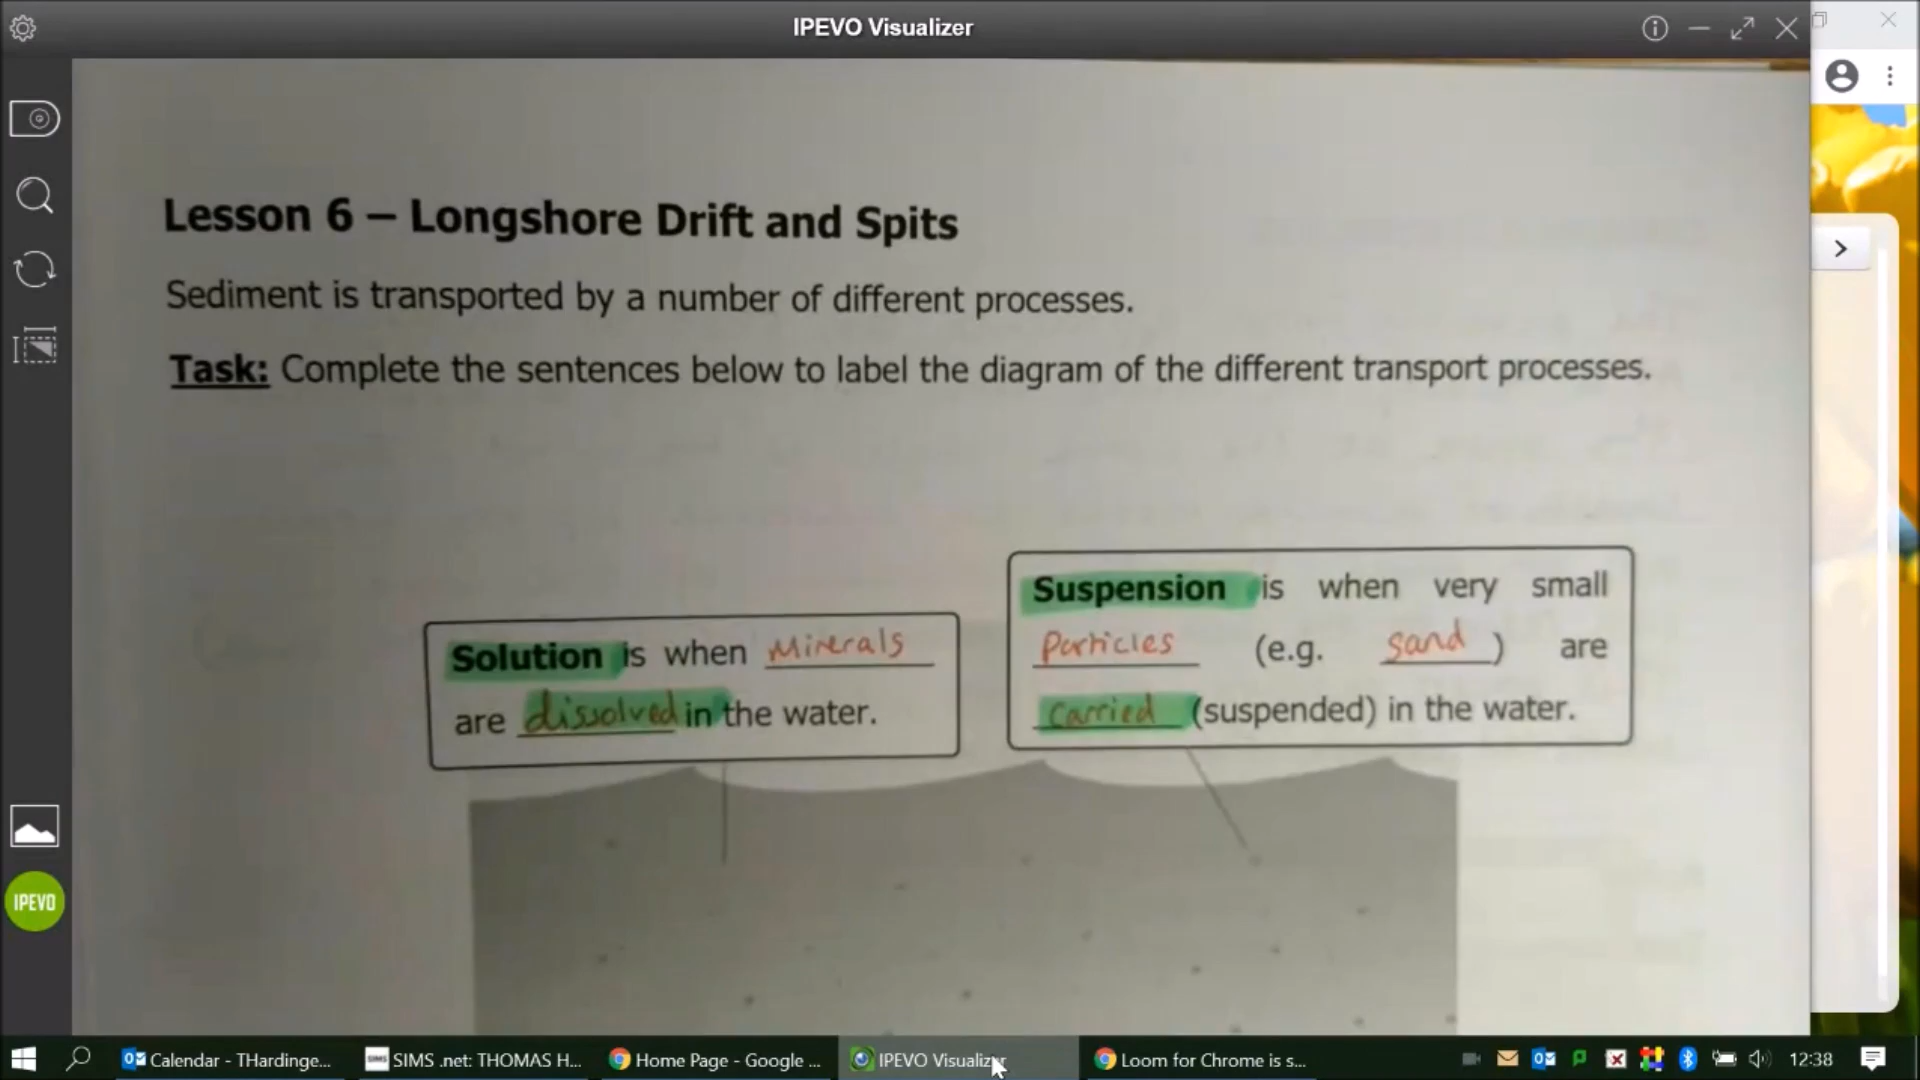 IPEVO Visualizer
Lesson 6 – Longshore Drift and Spits
Sediment is transported by a number of different processes.
Task: Complete the sentences below to label the diagram of the different transport processes.
Solution is when Minerals
are dissolved in the water.
Suspension is when very small
Particles (e.g. sand) are
carried (suspended) in the water.
IPEVO
Calendar - THardinge... SIMS .net: THOMAS H... Home Page - Google ... IPEVO Visualizer Loom for Chrome is s... 12:38